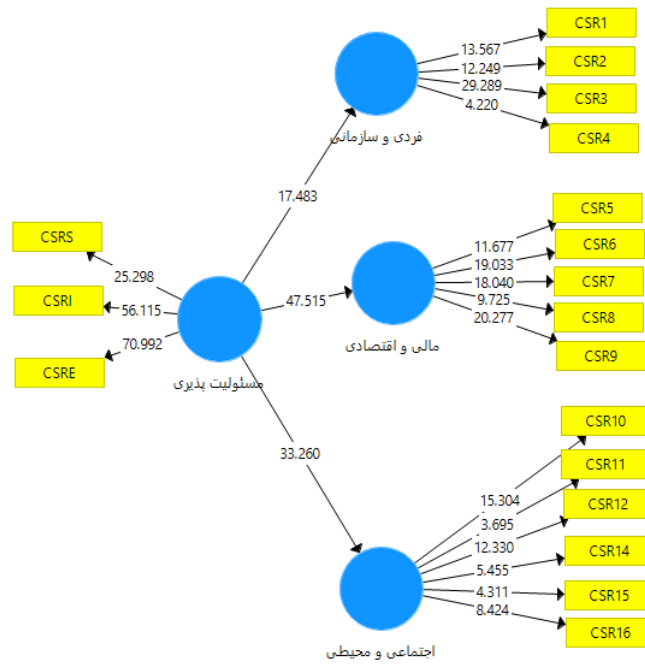 CSR1
13.567
CSR2
12.249
CSR3
29.289
4.220
CSR4
فردی و سازمانی
17.483
CSR5
11.677
CSR6
19.033
CSR7
18.040
9.725
CSR8
20.277
CSR9
مالی و اقتصادی
47.515
CSRS
25.298
CSRI
56.115
70.992
CSRE
مسئولیت پذیری
33.260
CSR10
CSR11
15.304
CSR12
3.695
12.330
CSR14
5.455
4.311
CSR15
8.424
CSR16
اجتماعی و محیطی